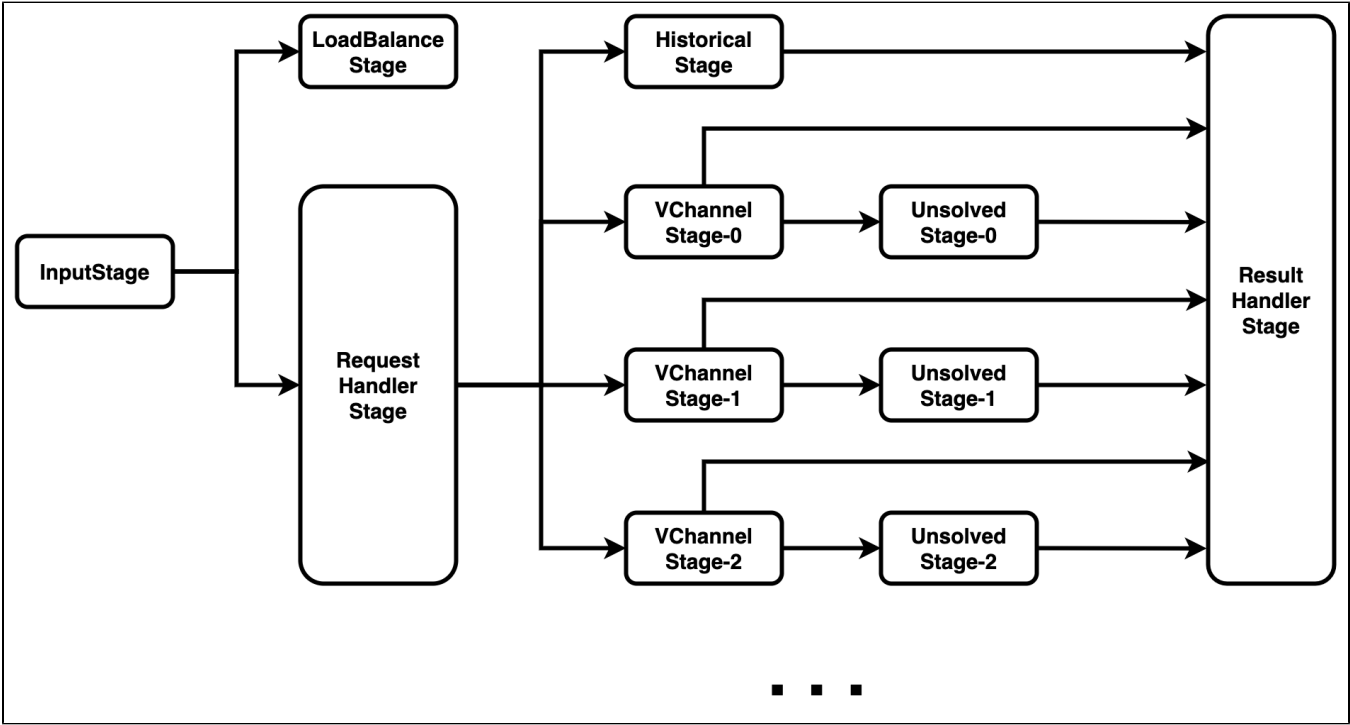 LoadBalance
Stage
Historical
Stage
VChannel
Stage-0
Unsolved
Stage-0
InputStage
Result
Handler
Stage
Request
Handler
Stage
VChannel
Stage-1
Unsolved
Stage-1
VChannel
Stage-2
Unsolved
Stage-2
. . .